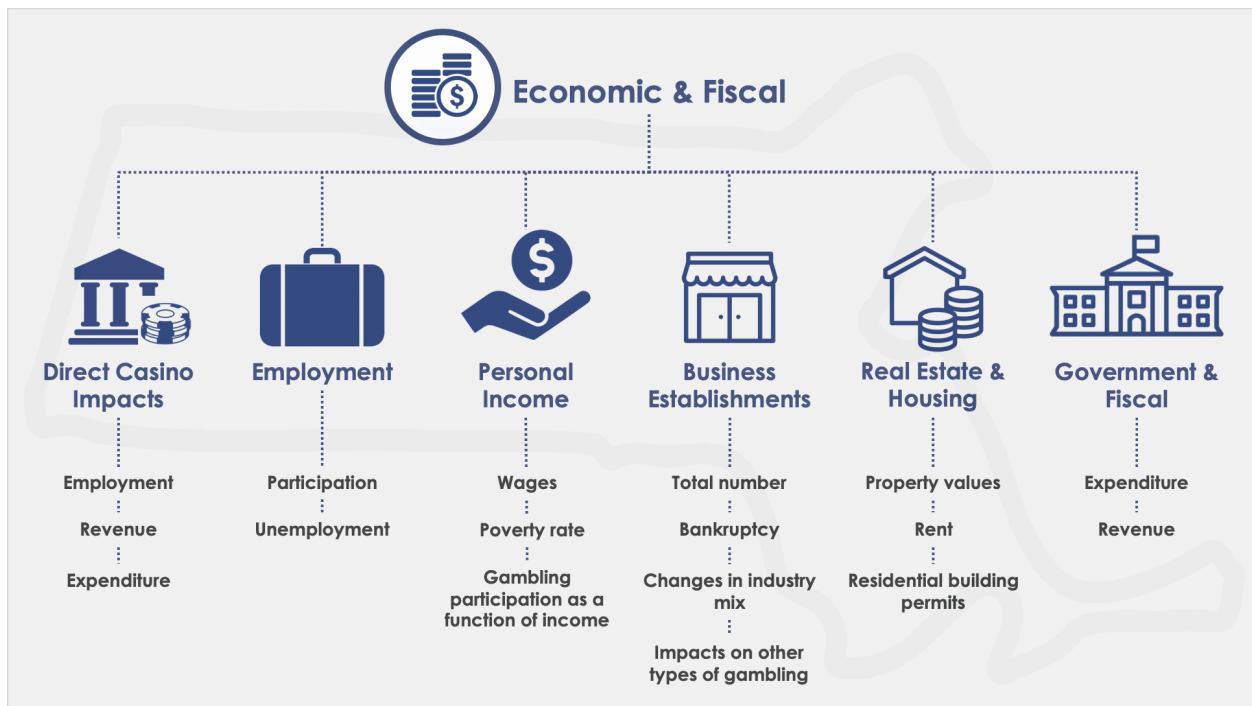 Economic & Fiscal
Direct Casino
Impacts
Employment
Revenue
Expenditure
Employment
Participation
Unemployment
Personal
Income
Wages
Poverty rate
Gambling
participation as a
function of income
Business
Establishments
Total number
Bankruptcy
Changes in industry
mix
Impacts on other
types of gambling
Real Estate &
Housing
Property values
Rent
Residential building
permits
Government &
Fiscal
Expenditure
Revenue